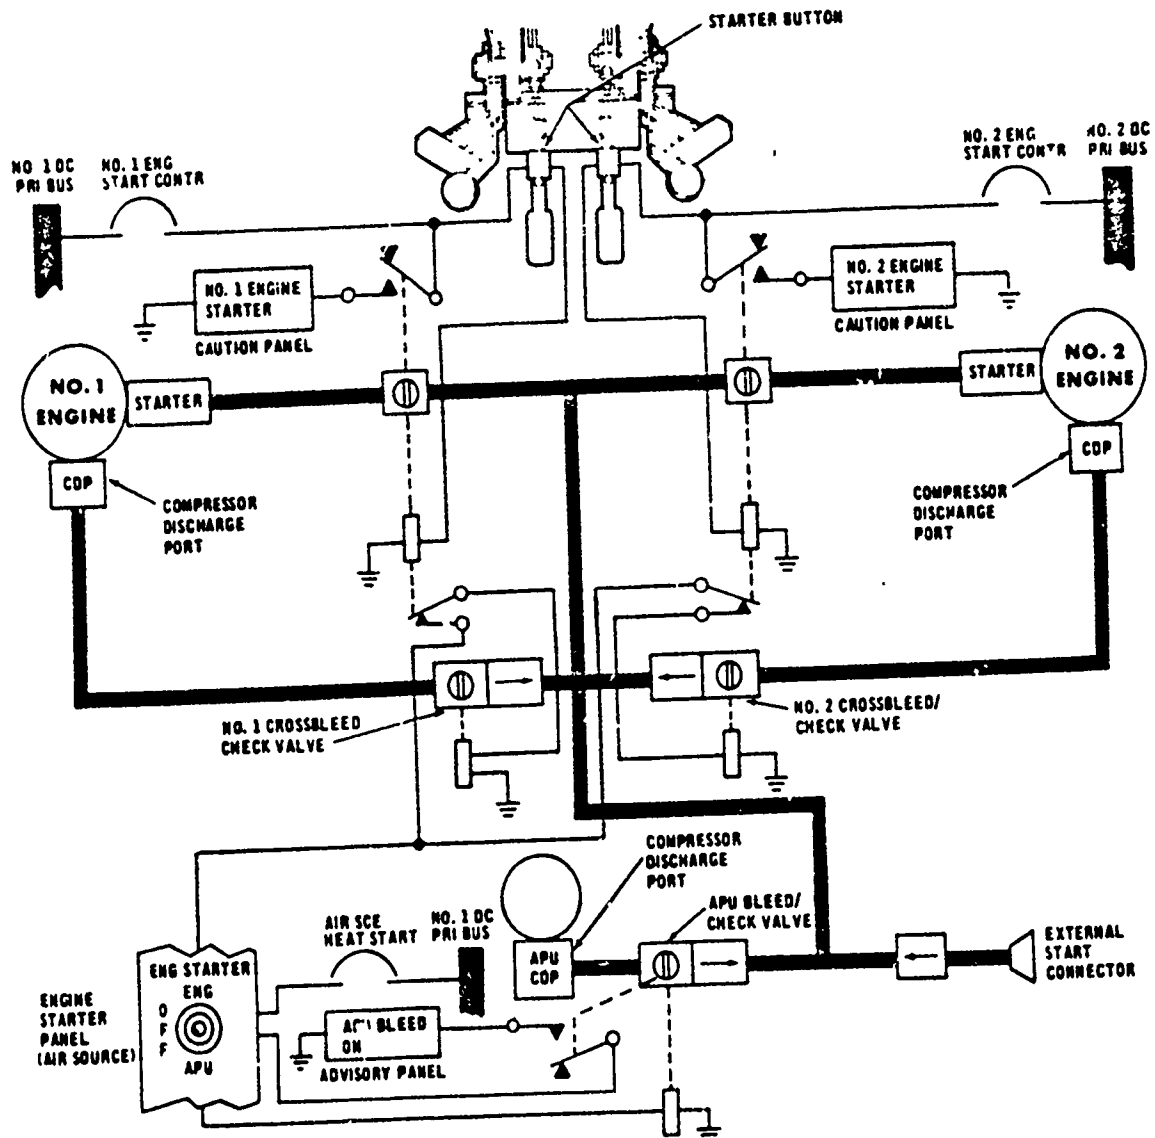 STARTER BUTTON
NO. 1 DC
PRI BUS
NO. 1 ENG
START CONTR
NO. 2 ENG
START CONTR
NO. 2 DC
PRI BUS
NO. 1 ENGINE
STARTER
CAUTION PANEL
NO. 2 ENGINE
STARTER
CAUTION PANEL
NO. 1
ENGINE
STARTER
STARTER
NO. 2
ENGINE
CDP
COMPRESSOR
DISCHARGE
PORT
CDP
COMPRESSOR
DISCHARGE
PORT
NO. 1 CROSSBLEED
CHECK VALVE
NO. 2 CROSSBLEED/
CHECK VALVE
COMPRESSOR
DISCHARGE
PORT
AIR SCE
HEAT START
NO. 1 DC
PRI BUS
APU BLEED/
CHECK VALVE
APU
CDP
EXTERNAL
START
CONNECTOR
ENG STARTER
ENG
OFF
APU
ENGINE
STARTER
PANEL
(AIR SOURCE)
BLEED
ON
ADVISORY PANEL